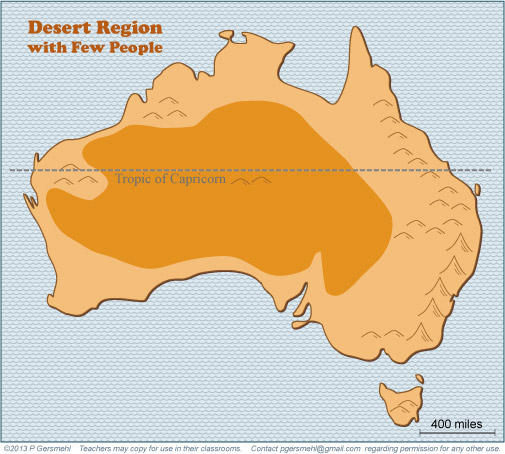 Desert Region
with Few People
Tropic of Capricorn
400 miles
©2013 P Gersmehl Teachers may copy for use in their classrooms. Contact pgersmehl@gmail.com regarding permission for any other use.